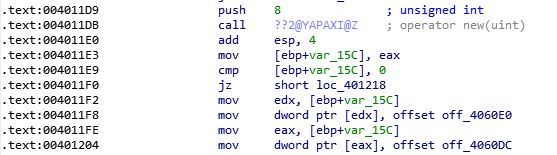 .text:004011D9 push 8 ; unsigned int
.text:004011DB call ??2@YAPAXI@Z ; operator new(uint)
.text:004011E0 add esp, 4
.text:004011E3 mov [ebp+var_15C], eax
.text:004011E9 cmp [ebp+var_15C], 0
.text:004011F0 jz short loc_401218
.text:004011F2 mov edx, [ebp+var_15C]
.text:004011F8 mov dword ptr [edx], offset off_4060E0
.text:004011FE mov eax, [ebp+var_15C]
.text:00401204 mov dword ptr [eax], offset off_4060DC